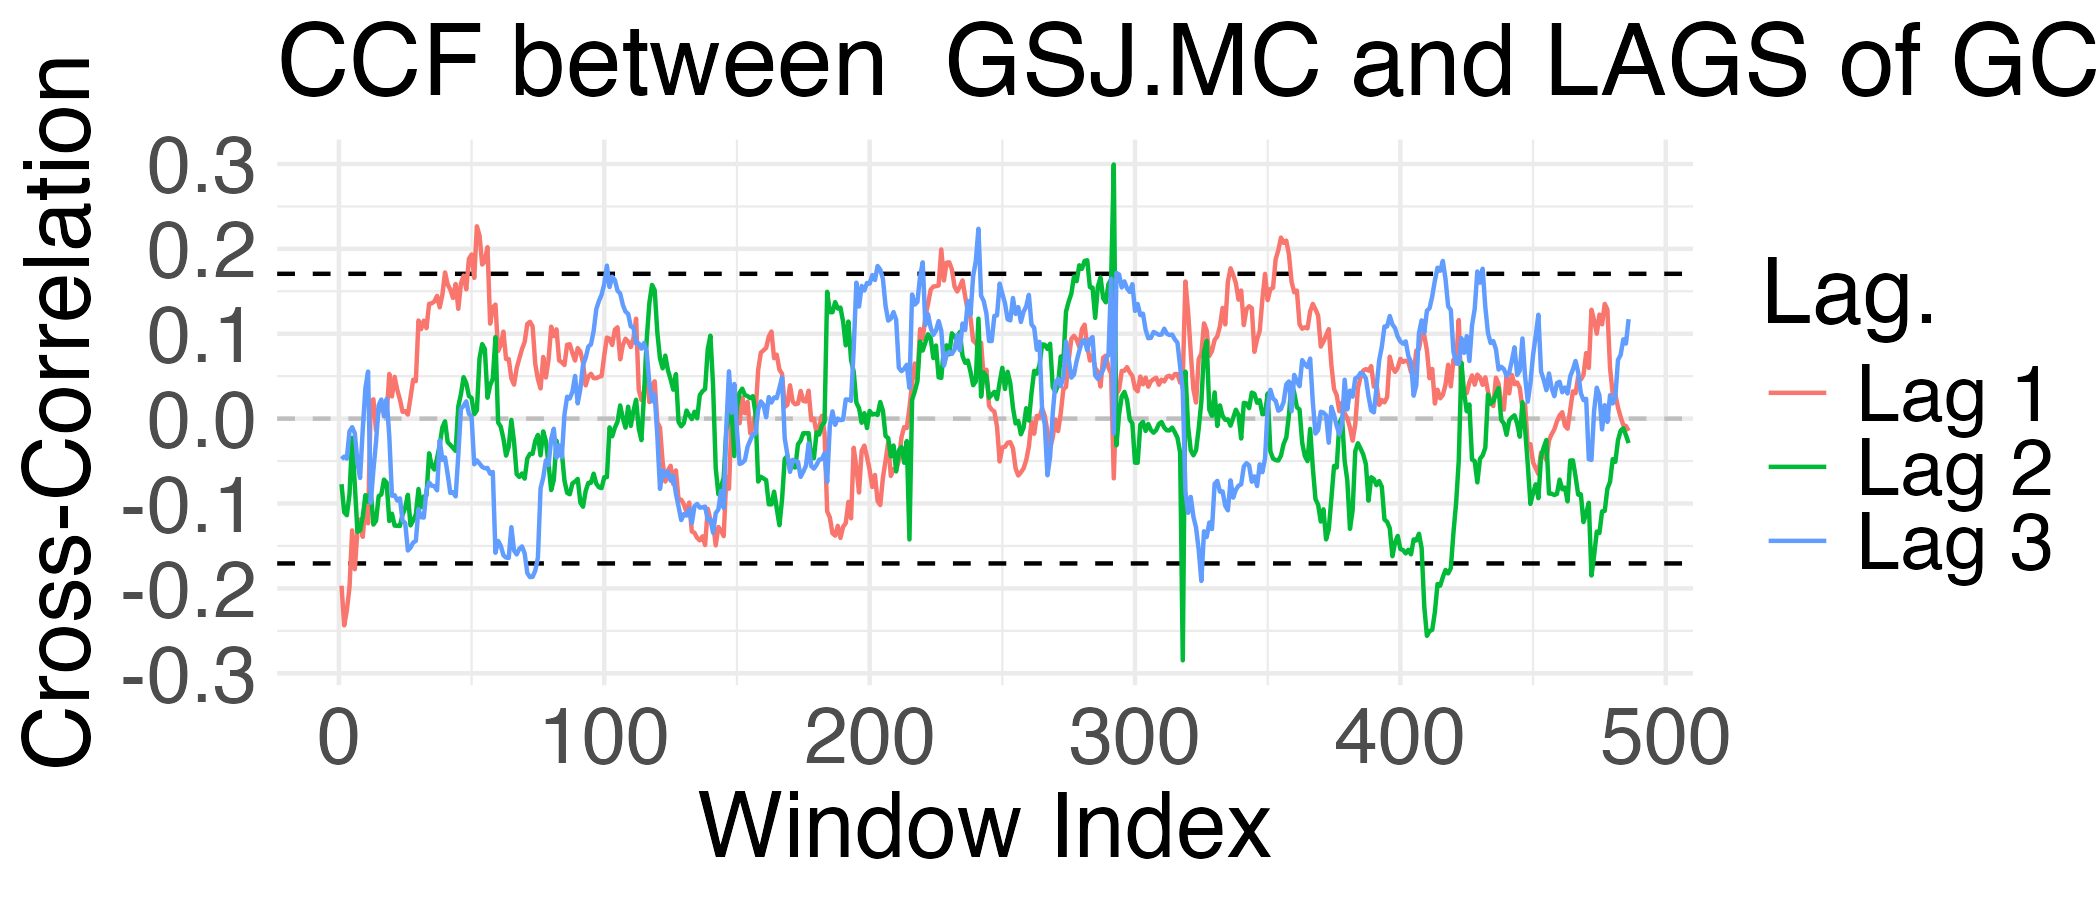 CCF between  GSJ.MC and LAGS of GC
Cross-Correlation
0.3
0.2
0.1
0.0
-0.1
-0.2
-0.3
0 100 200 300 400 500
Window Index
Lag.
Lag 1
Lag 2
Lag 3